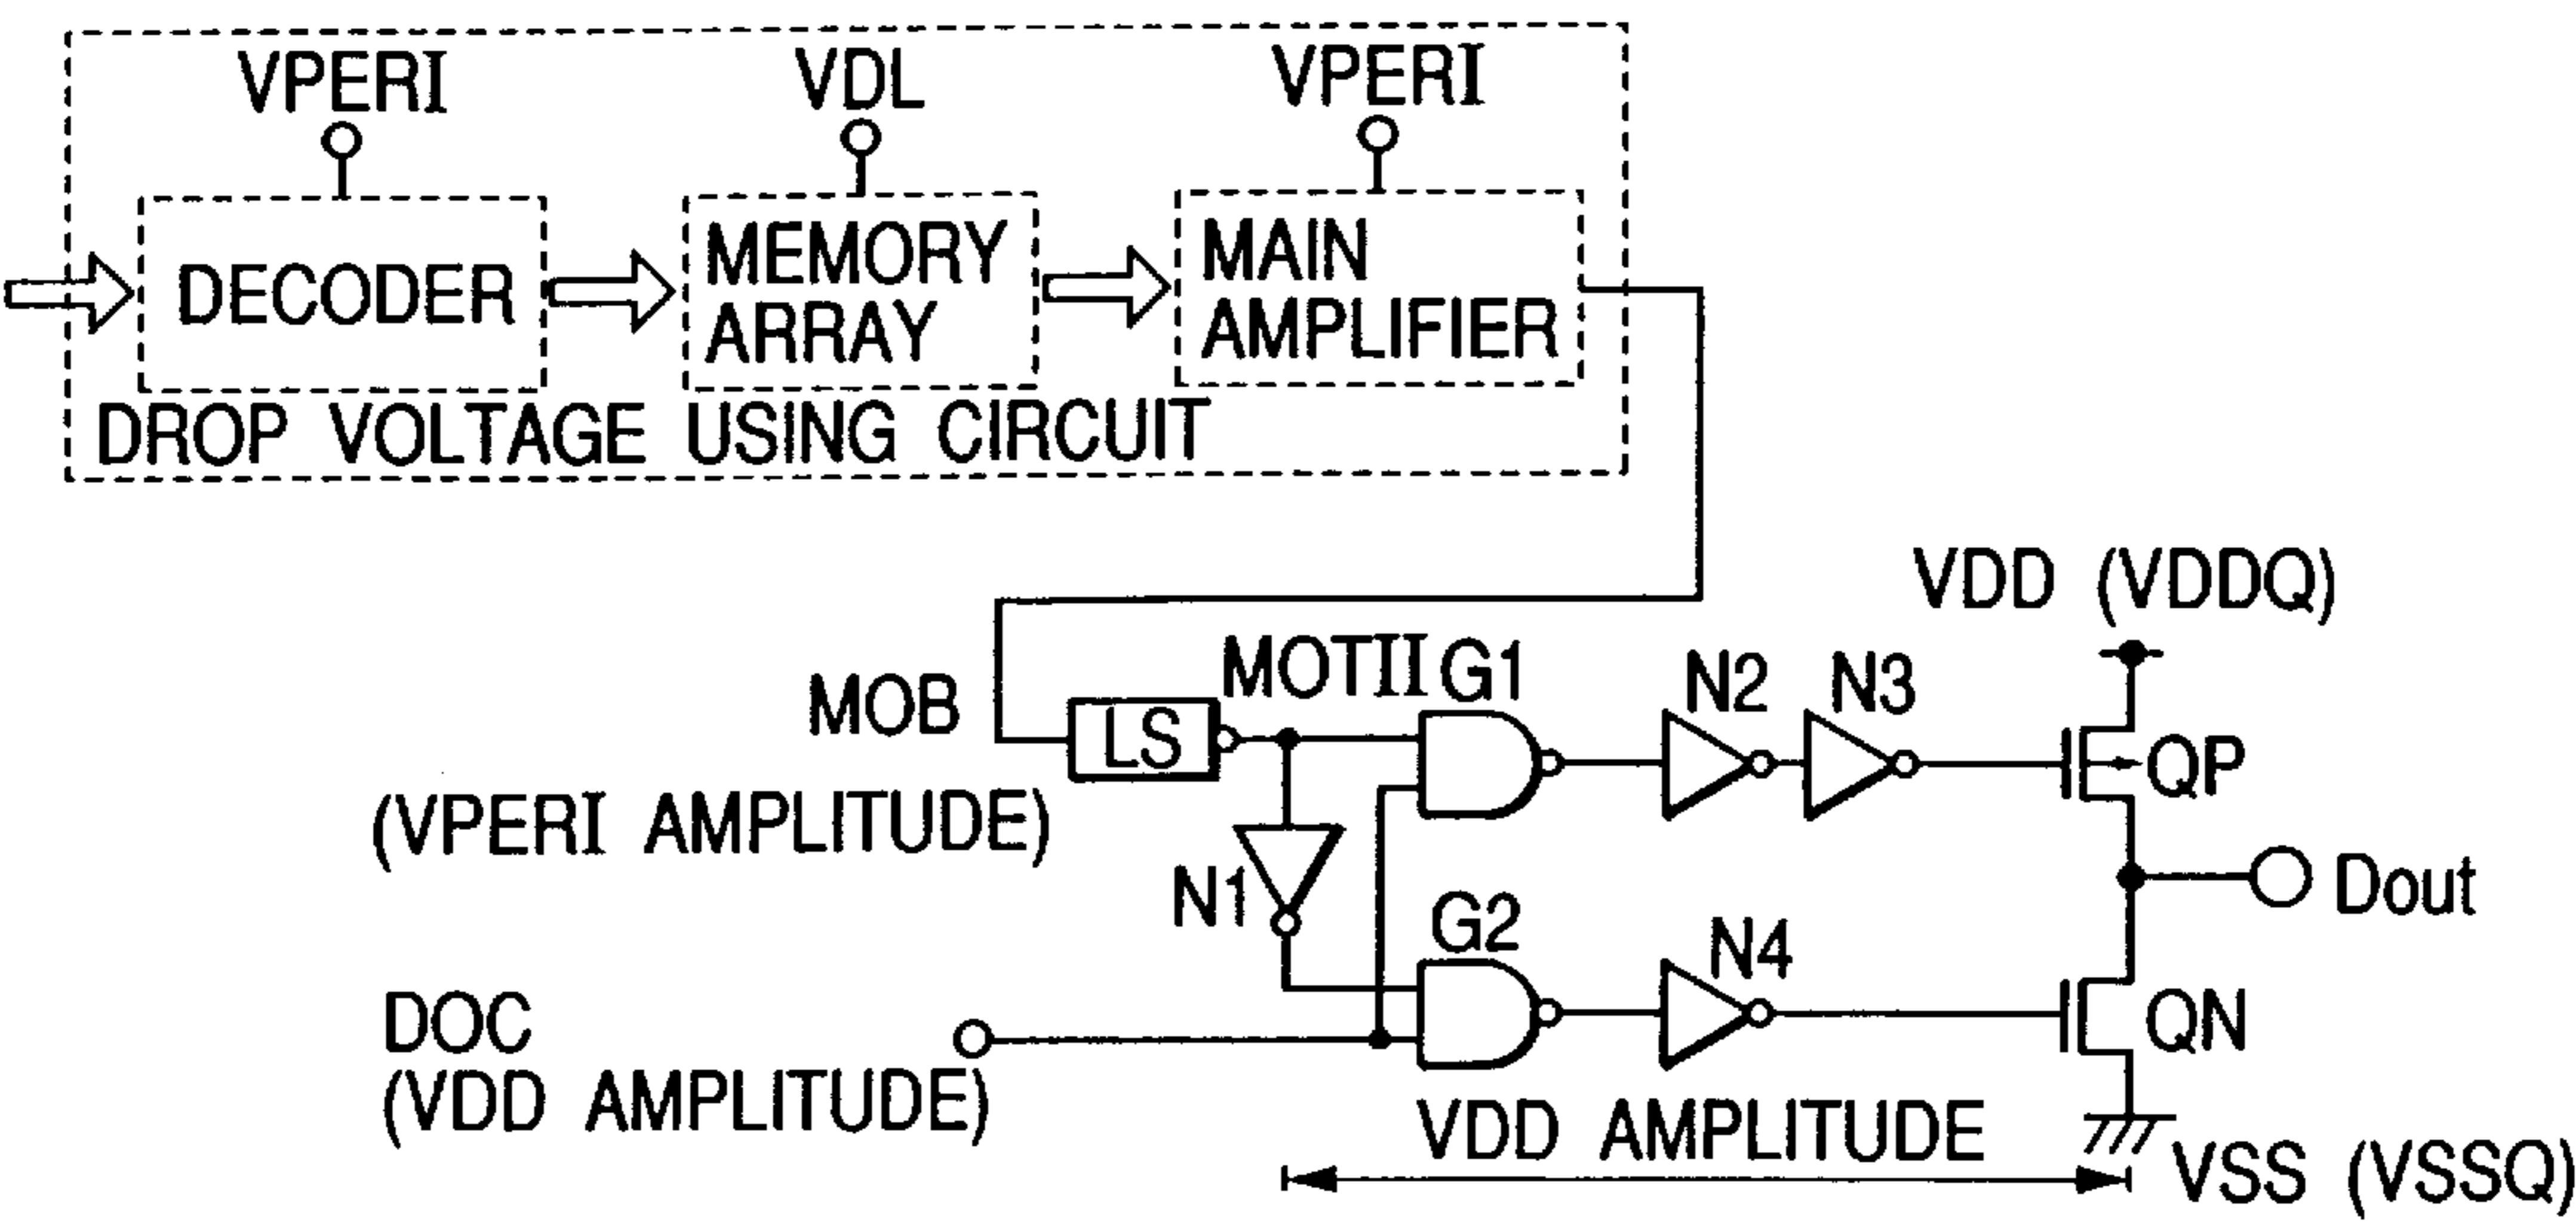 VPERI
VDL
VPERI
DECODER
MEMORY
ARRAY
MAIN
AMPLIFIER
DROP VOLTAGE USING CIRCUIT
VDD (VDDQ)
MOB
(VPERI AMPLITUDE)
LS
MOTII
G1
N2
N3
QP
N1
Dout
G2
N4
QN
DOC
(VDD AMPLITUDE)
VDD AMPLITUDE
VSS (VSSQ)